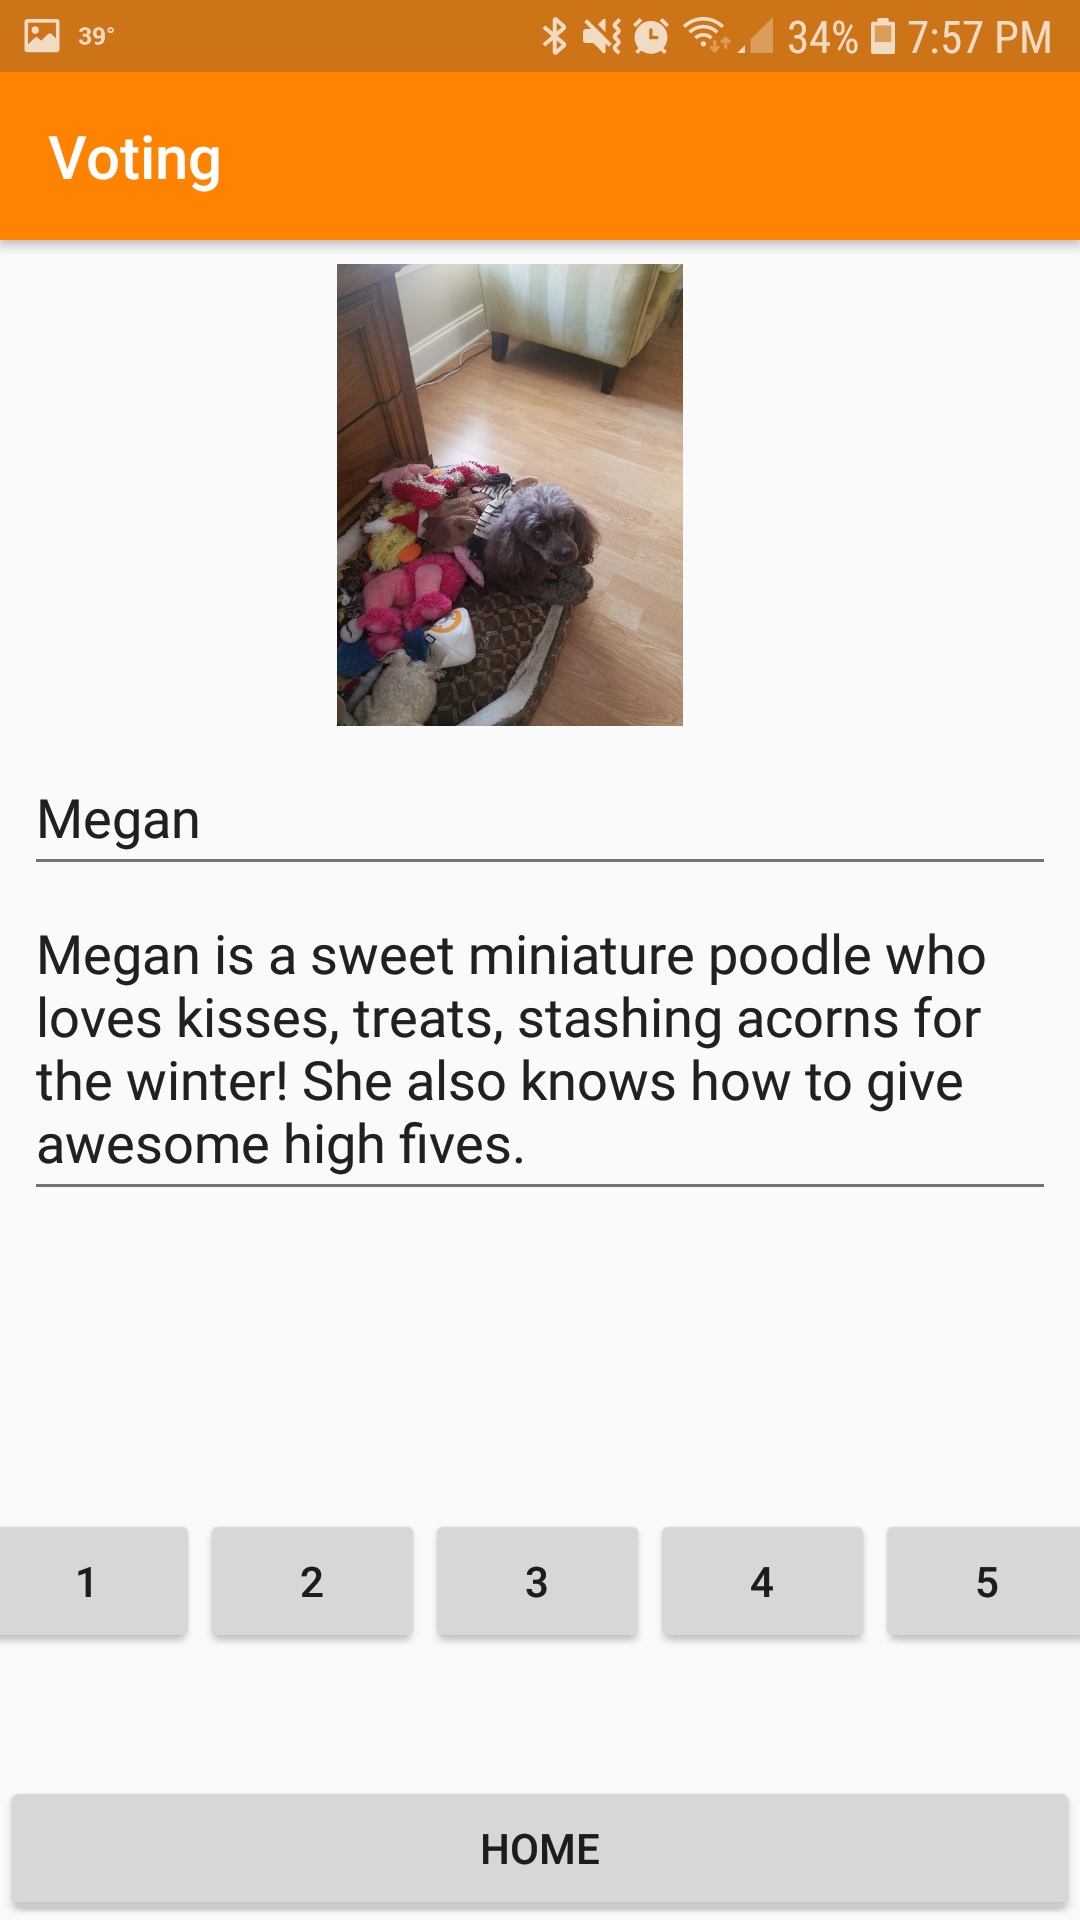 39°
34% 7:57 PM
Voting
Megan
Megan is a sweet miniature poodle who
loves kisses, treats, stashing acorns for
the winter! She also knows how to give
awesome high fives.
1 2 3 4 5
HOME